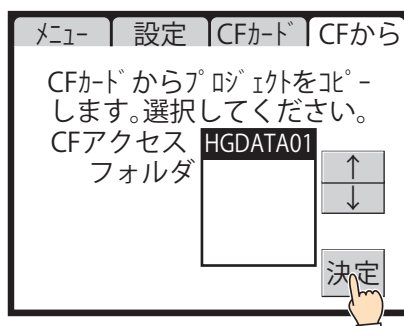 ﾒﾆｭｰ 設定 CFｶｰﾄﾞ CFから
CFｶｰﾄﾞからﾌﾟﾛｼﾞｪｸﾄをｺﾋﾟｰ
します。選択してください。
CFアクセス HGDATA01
フォルダ
↑
↓
決定